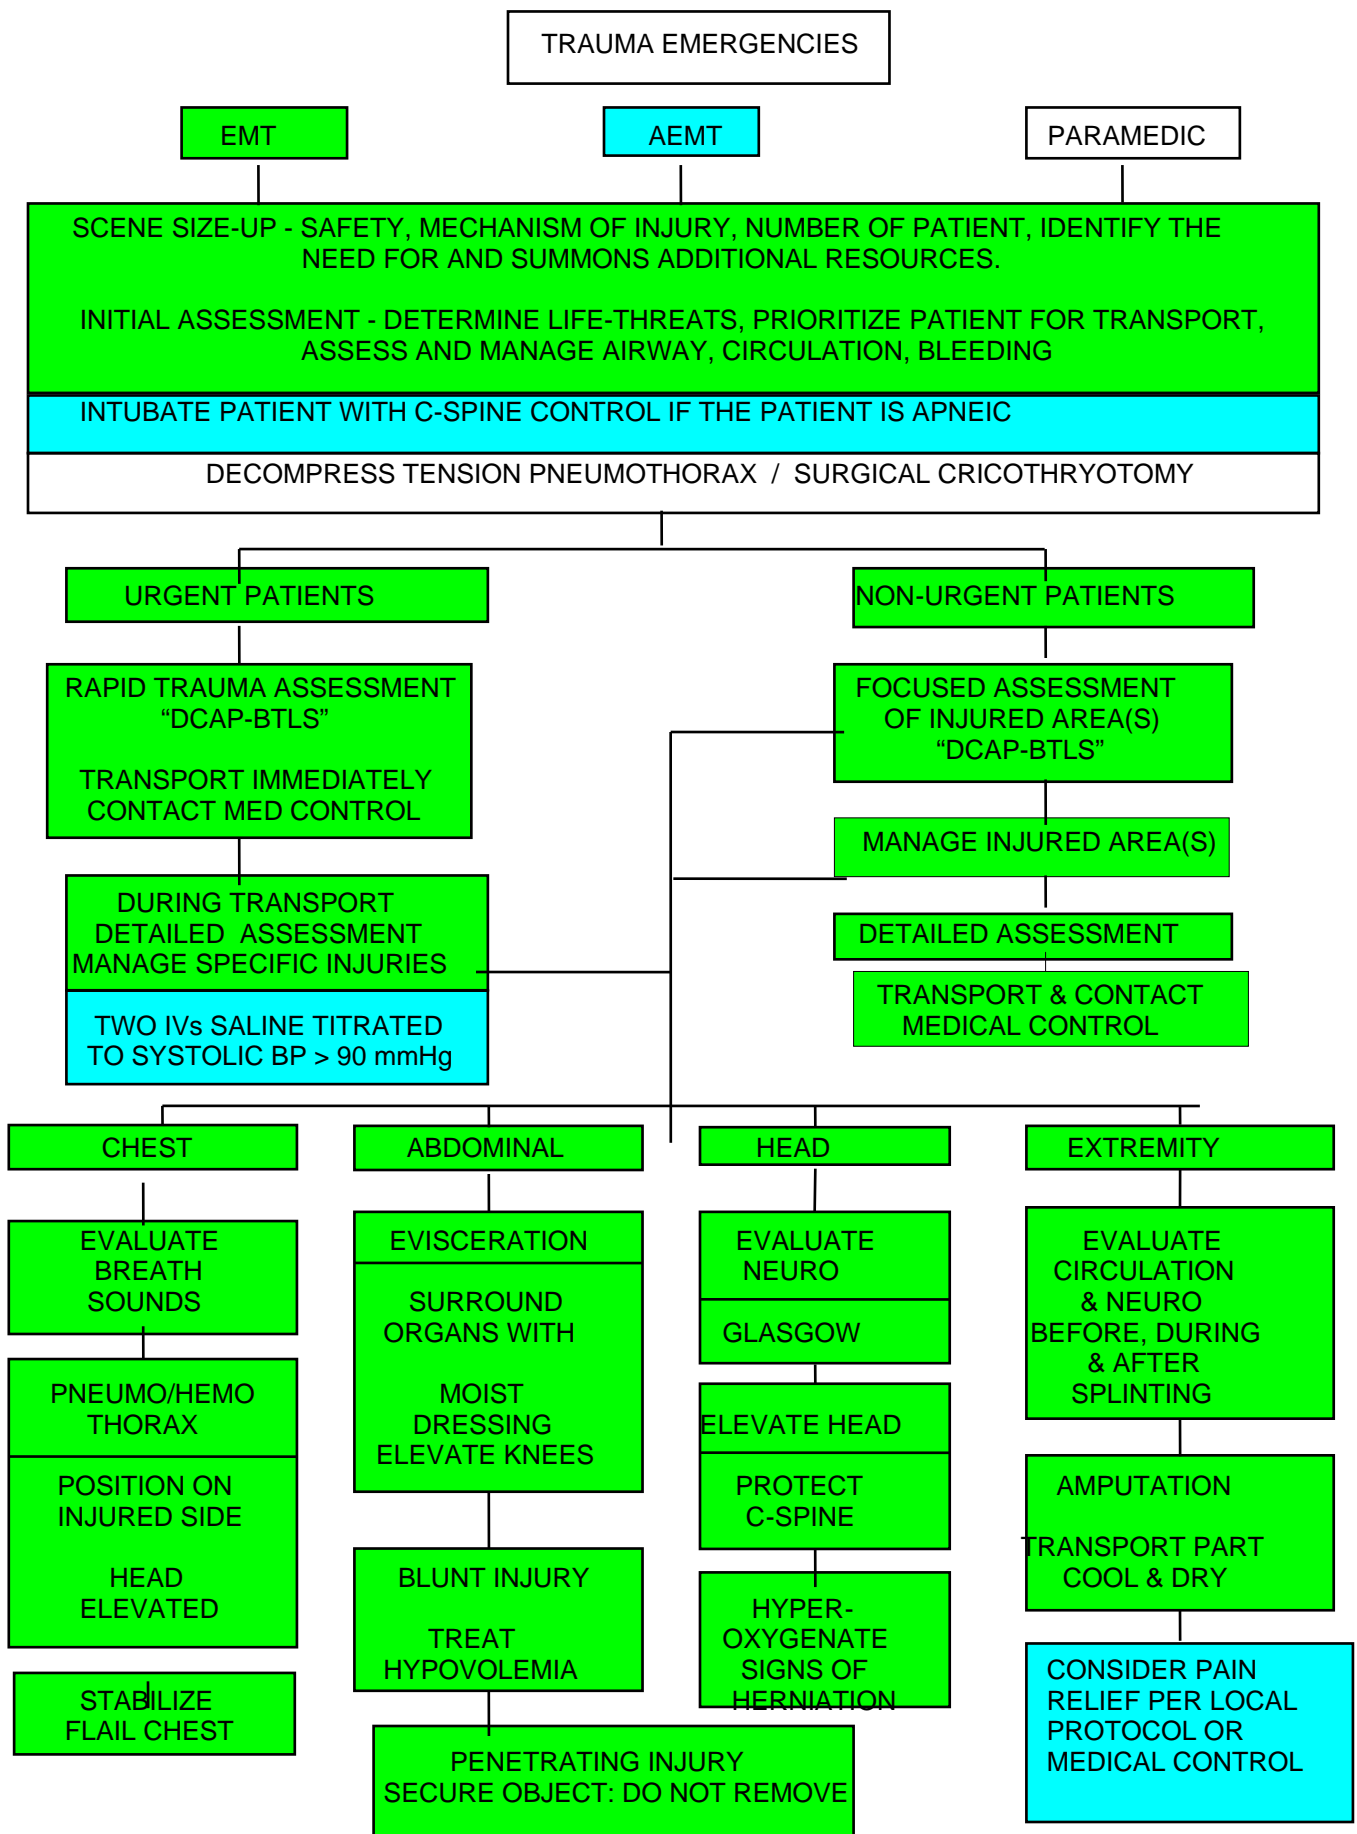 TRAUMA EMERGENCIES
EMT
AEMT
PARAMEDIC
SCENE SIZE-UP - SAFETY, MECHANISM OF INJURY, NUMBER OF PATIENT, IDENTIFY THE
NEED FOR AND SUMMONS ADDITIONAL RESOURCES.
INITIAL ASSESSMENT - DETERMINE LIFE-THREATS, PRIORITIZE PATIENT FOR TRANSPORT,
ASSESS AND MANAGE AIRWAY, CIRCULATION, BLEEDING
INTUBATE PATIENT WITH C-SPINE CONTROL IF THE PATIENT IS APNEIC
DECOMPRESS TENSION PNEUMOTHORAX / SURGICAL CRICOTHRYOTOMY
URGENT PATIENTS
RAPID TRAUMA ASSESSMENT
“DCAP-BTLS”
TRANSPORT IMMEDIATELY
CONTACT MED CONTROL
DURING TRANSPORT
DETAILED ASSESSMENT
MANAGE SPECIFIC INJURIES
TWO IVs SALINE TITRATED
TO SYSTOLIC BP > 90 mmHg
NON-URGENT PATIENTS
FOCUSED ASSESSMENT
OF INJURED AREA(S)
“DCAP-BTLS”
MANAGE INJURED AREA(S)
DETAILED ASSESSMENT
TRANSPORT & CONTACT
MEDICAL CONTROL
CHEST
EVALUATE
BREATH
SOUNDS
PNEUMO/HEMO
THORAX
POSITION ON
INJURED SIDE
HEAD
ELEVATED
STABILIZE
FLAIL CHEST
ABDOMINAL
EVISCERATION
SURROUND
ORGANS WITH
MOIST
DRESSING
ELEVATE KNEES
BLUNT INJURY
TREAT
HYPOVOLEMIA
PENETRATING INJURY
SECURE OBJECT: DO NOT REMOVE
HEAD
EVALUATE
NEURO
GLASGOW
ELEVATE HEAD
PROTECT
C-SPINE
HYPER-
OXYGENATE
SIGNS OF
HERNIATION
EXTREMITY
EVALUATE
CIRCULATION
& NEURO
BEFORE, DURING
& AFTER
SPLINTING
AMPUTATION
TRANSPORT PART
COOL & DRY
CONSIDER PAIN
RELIEF PER LOCAL
PROTOCOL OR
MEDICAL CONTROL